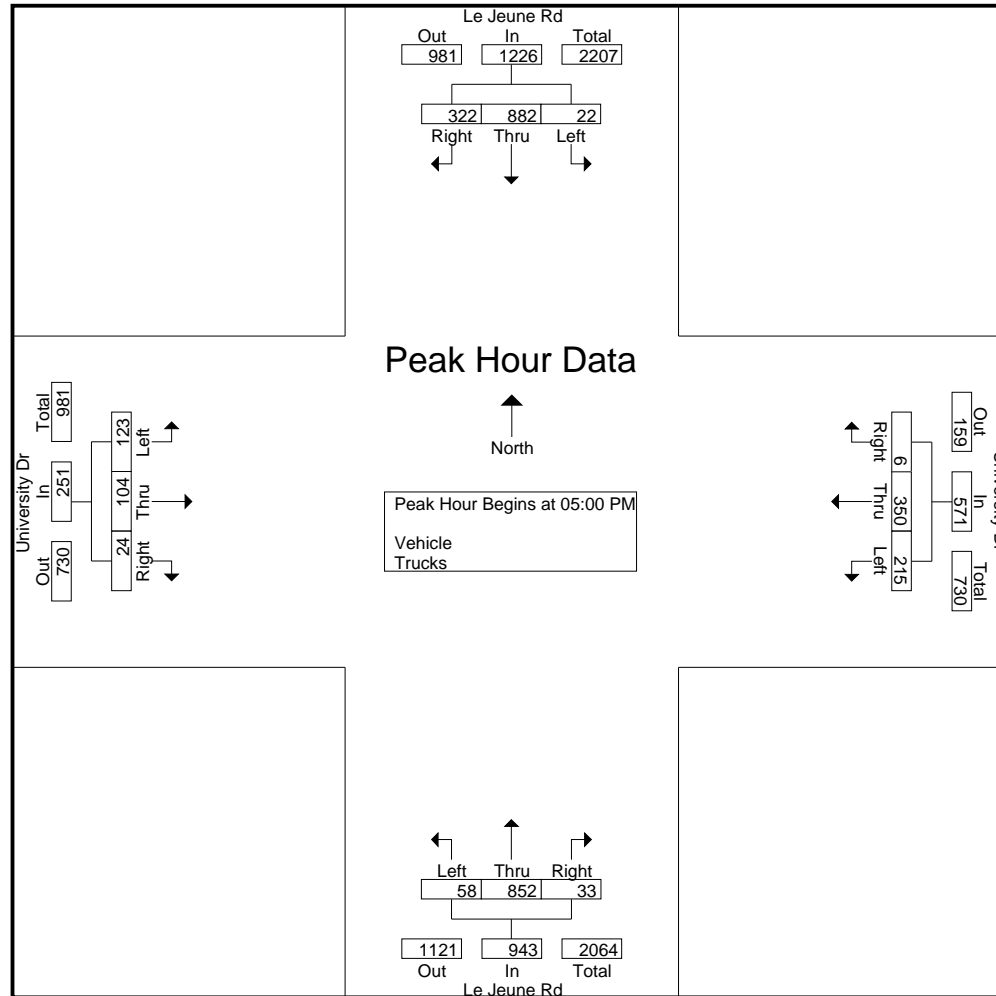 Le Jeune Rd
Out In Total
981 1226 2207
322 882 22
Right Thru Left
Peak Hour Data
North
Peak Hour Begins at 05:00 PM
Vehicle
Trucks
University Dr
Total In Out
981 251 730
123 104 24
Left Thru Right
University Dr
Out In Total
159 571 730
6 350 215
Right Thru Left
Left Thru Right
58 852 33
1121 943 2064
Out In Total
Le Jeune Rd